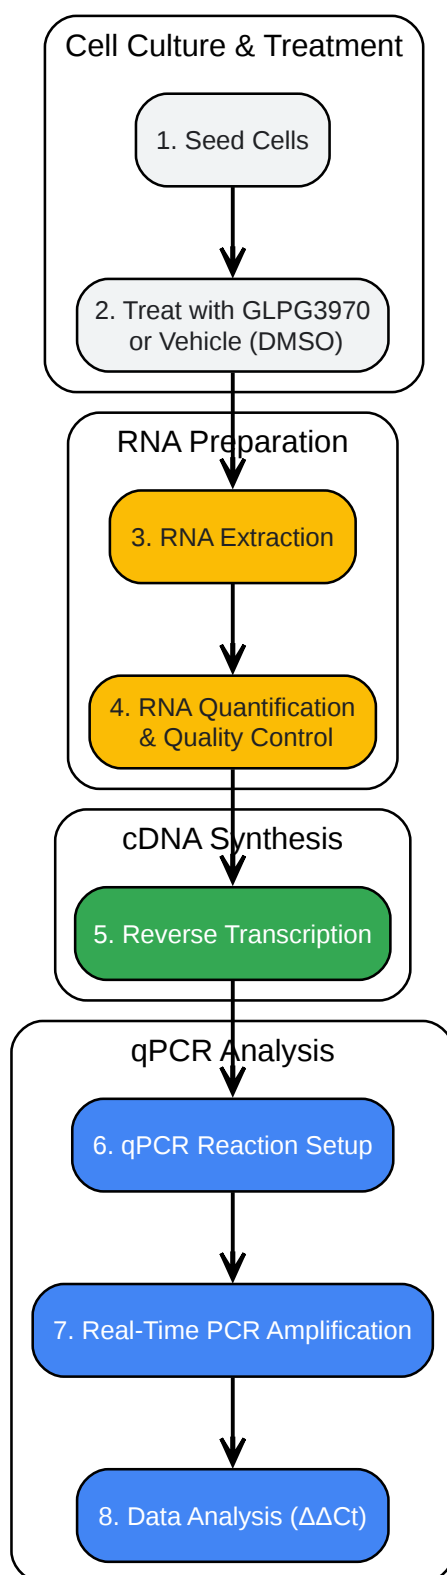 Cell Culture & Treatment
1. Seed Cells
2. Treat with GLPG3970
or Vehicle (DMSO)
RNA Preparation
3. RNA Extraction
4. RNA Quantification
& Quality Control
cDNA Synthesis
5. Reverse Transcription
qPCR Analysis
6. qPCR Reaction Setup
7. Real-Time PCR Amplification
8. Data Analysis (ΔΔCt)